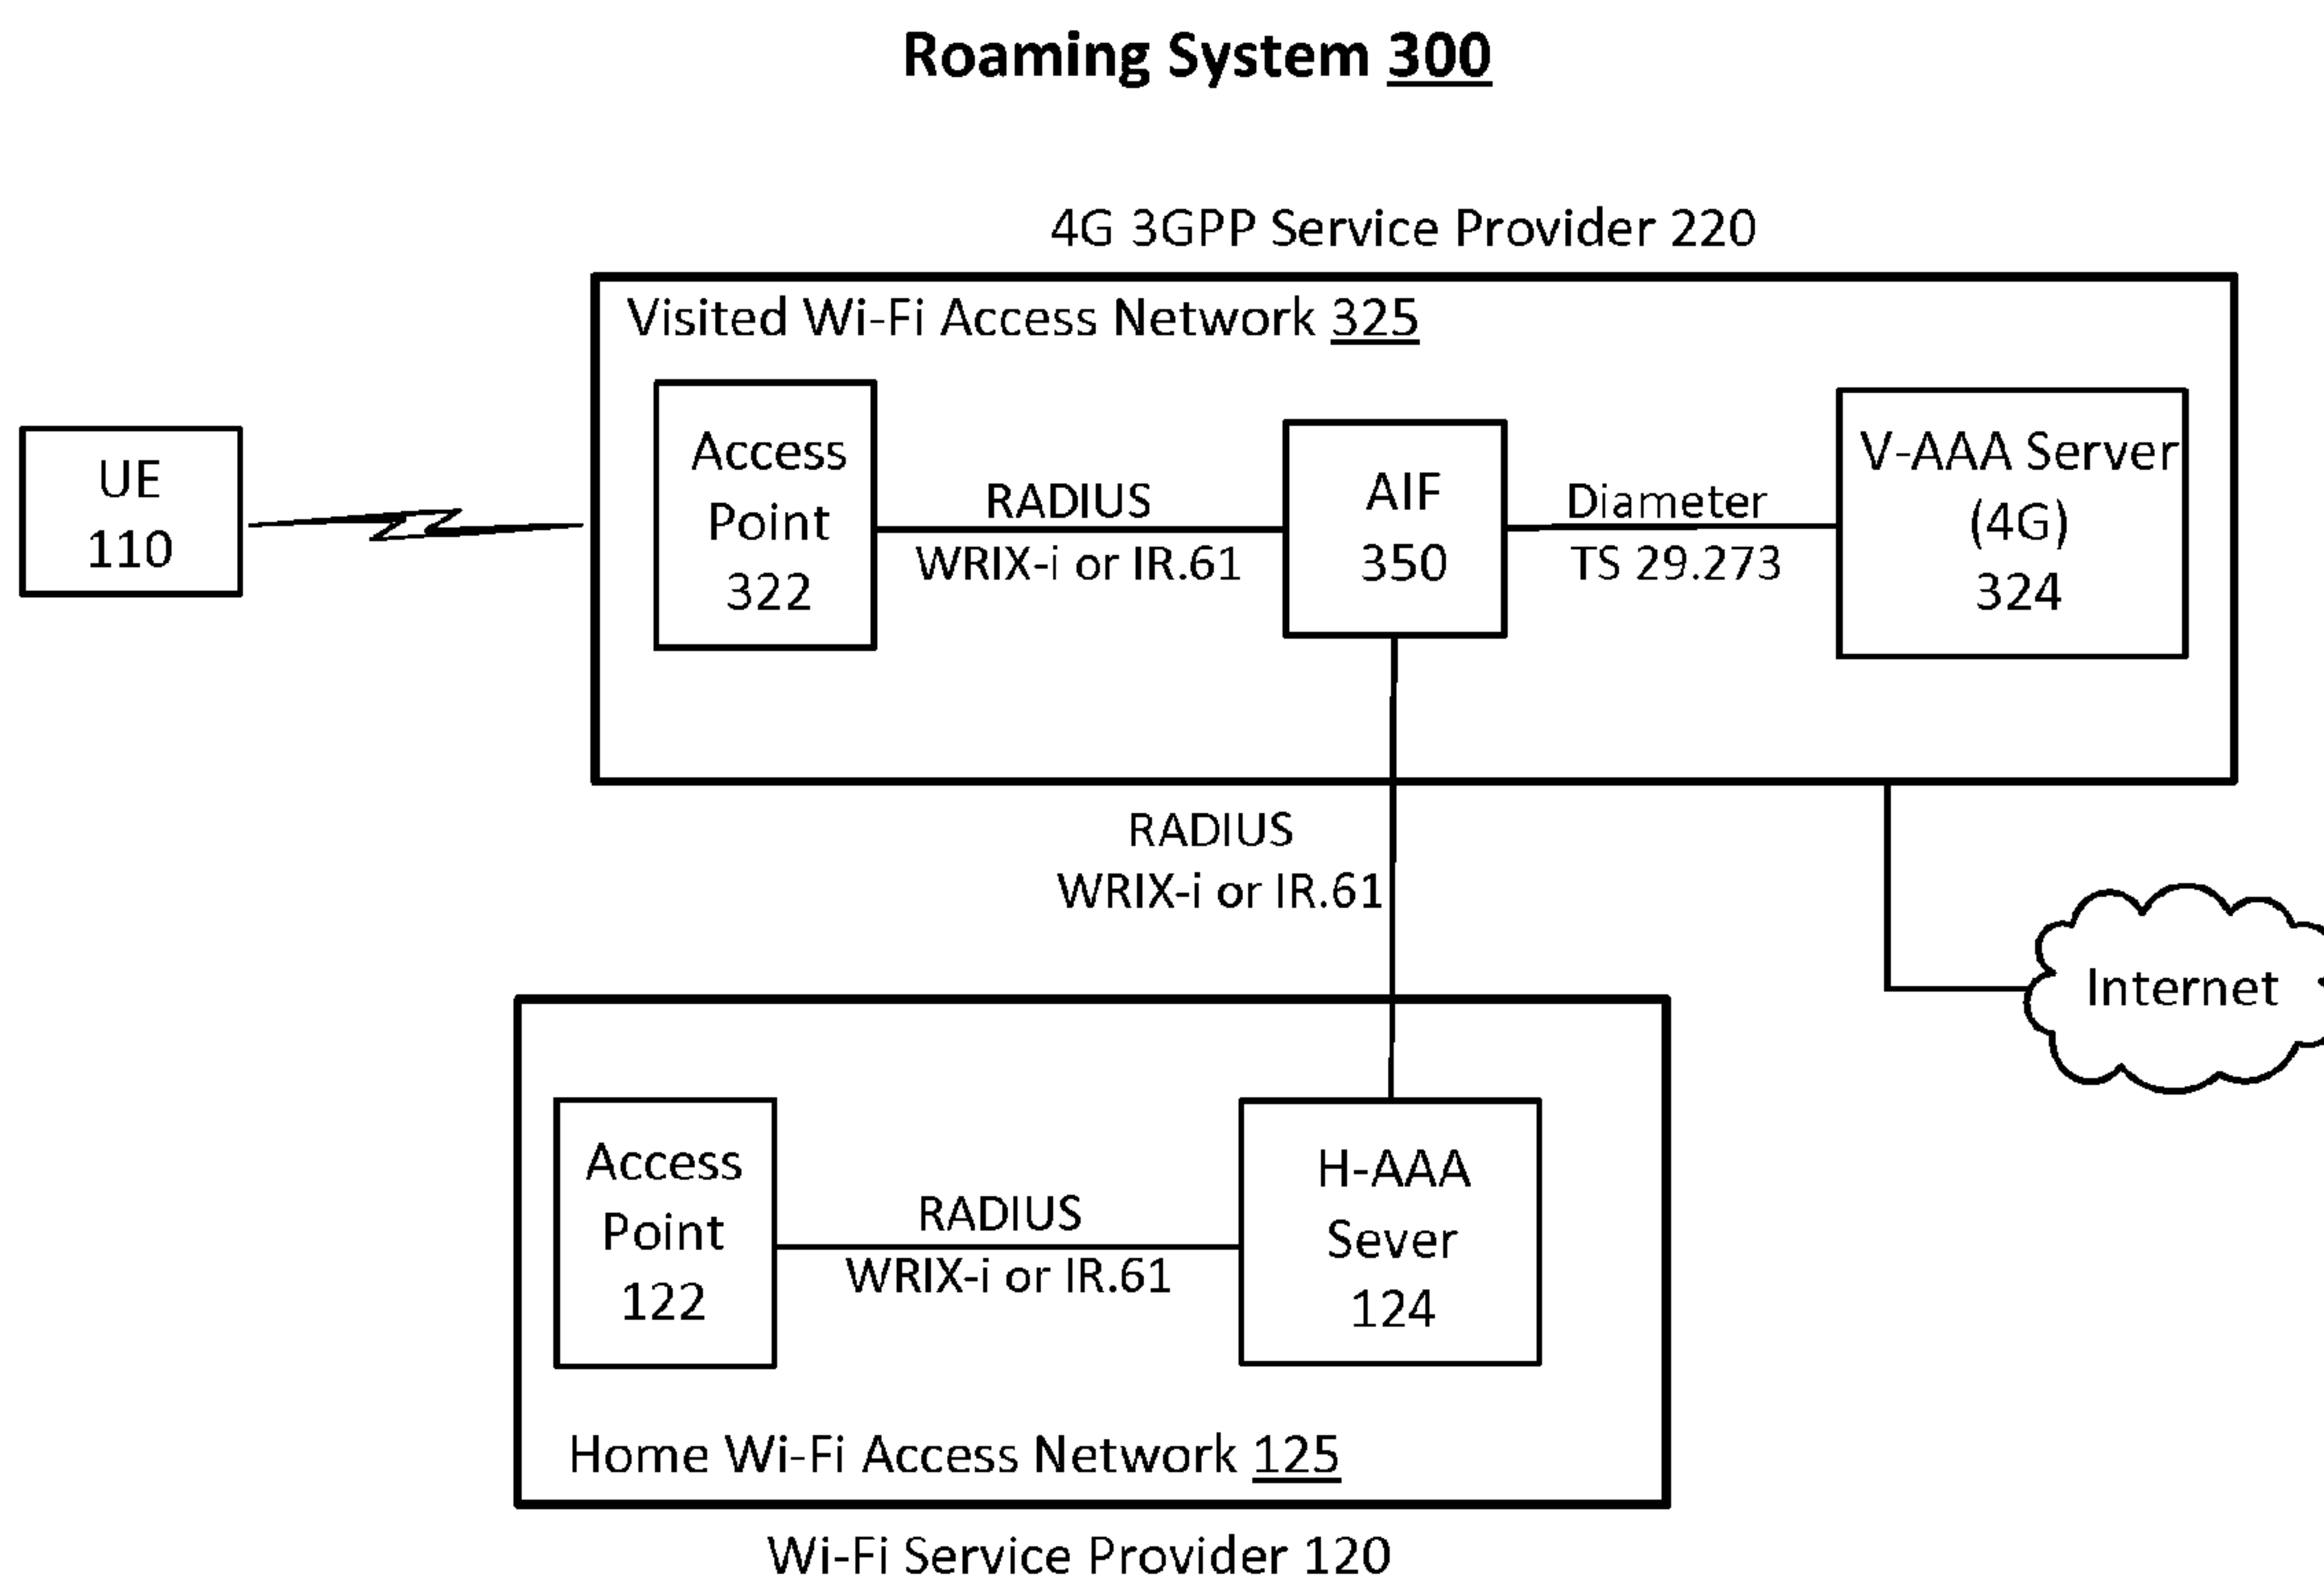 Roaming System 300
4G 3GPP Service Provider 220
Visited Wi-Fi Access Network 325
UE
110
Access
Point
322
RADIUS
WRIX-i or IR.61
AIF
350
Diameter
TS 29.273
V-AAA Server
(4G)
324
RADIUS
WRIX-i or IR.61
Internet
Access
Point
122
RADIUS
WRIX-i or IR.61
H-AAA
Sever
124
Home Wi-Fi Access Network 125
Wi-Fi Service Provider 120